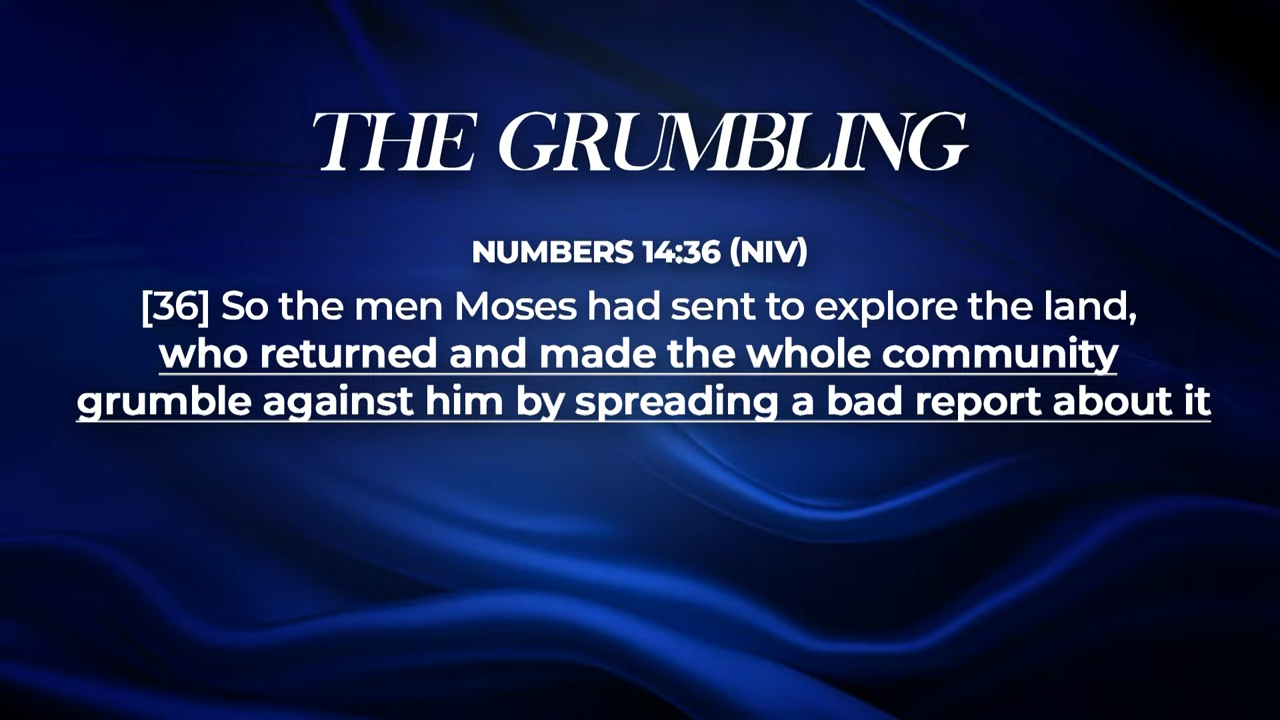 THE GRUMBLING
NUMBERS 14:36 (NIV)
[36] So the men Moses had sent to explore the land,
who returned and made the whole community
grumble against him by spreading a bad report about it